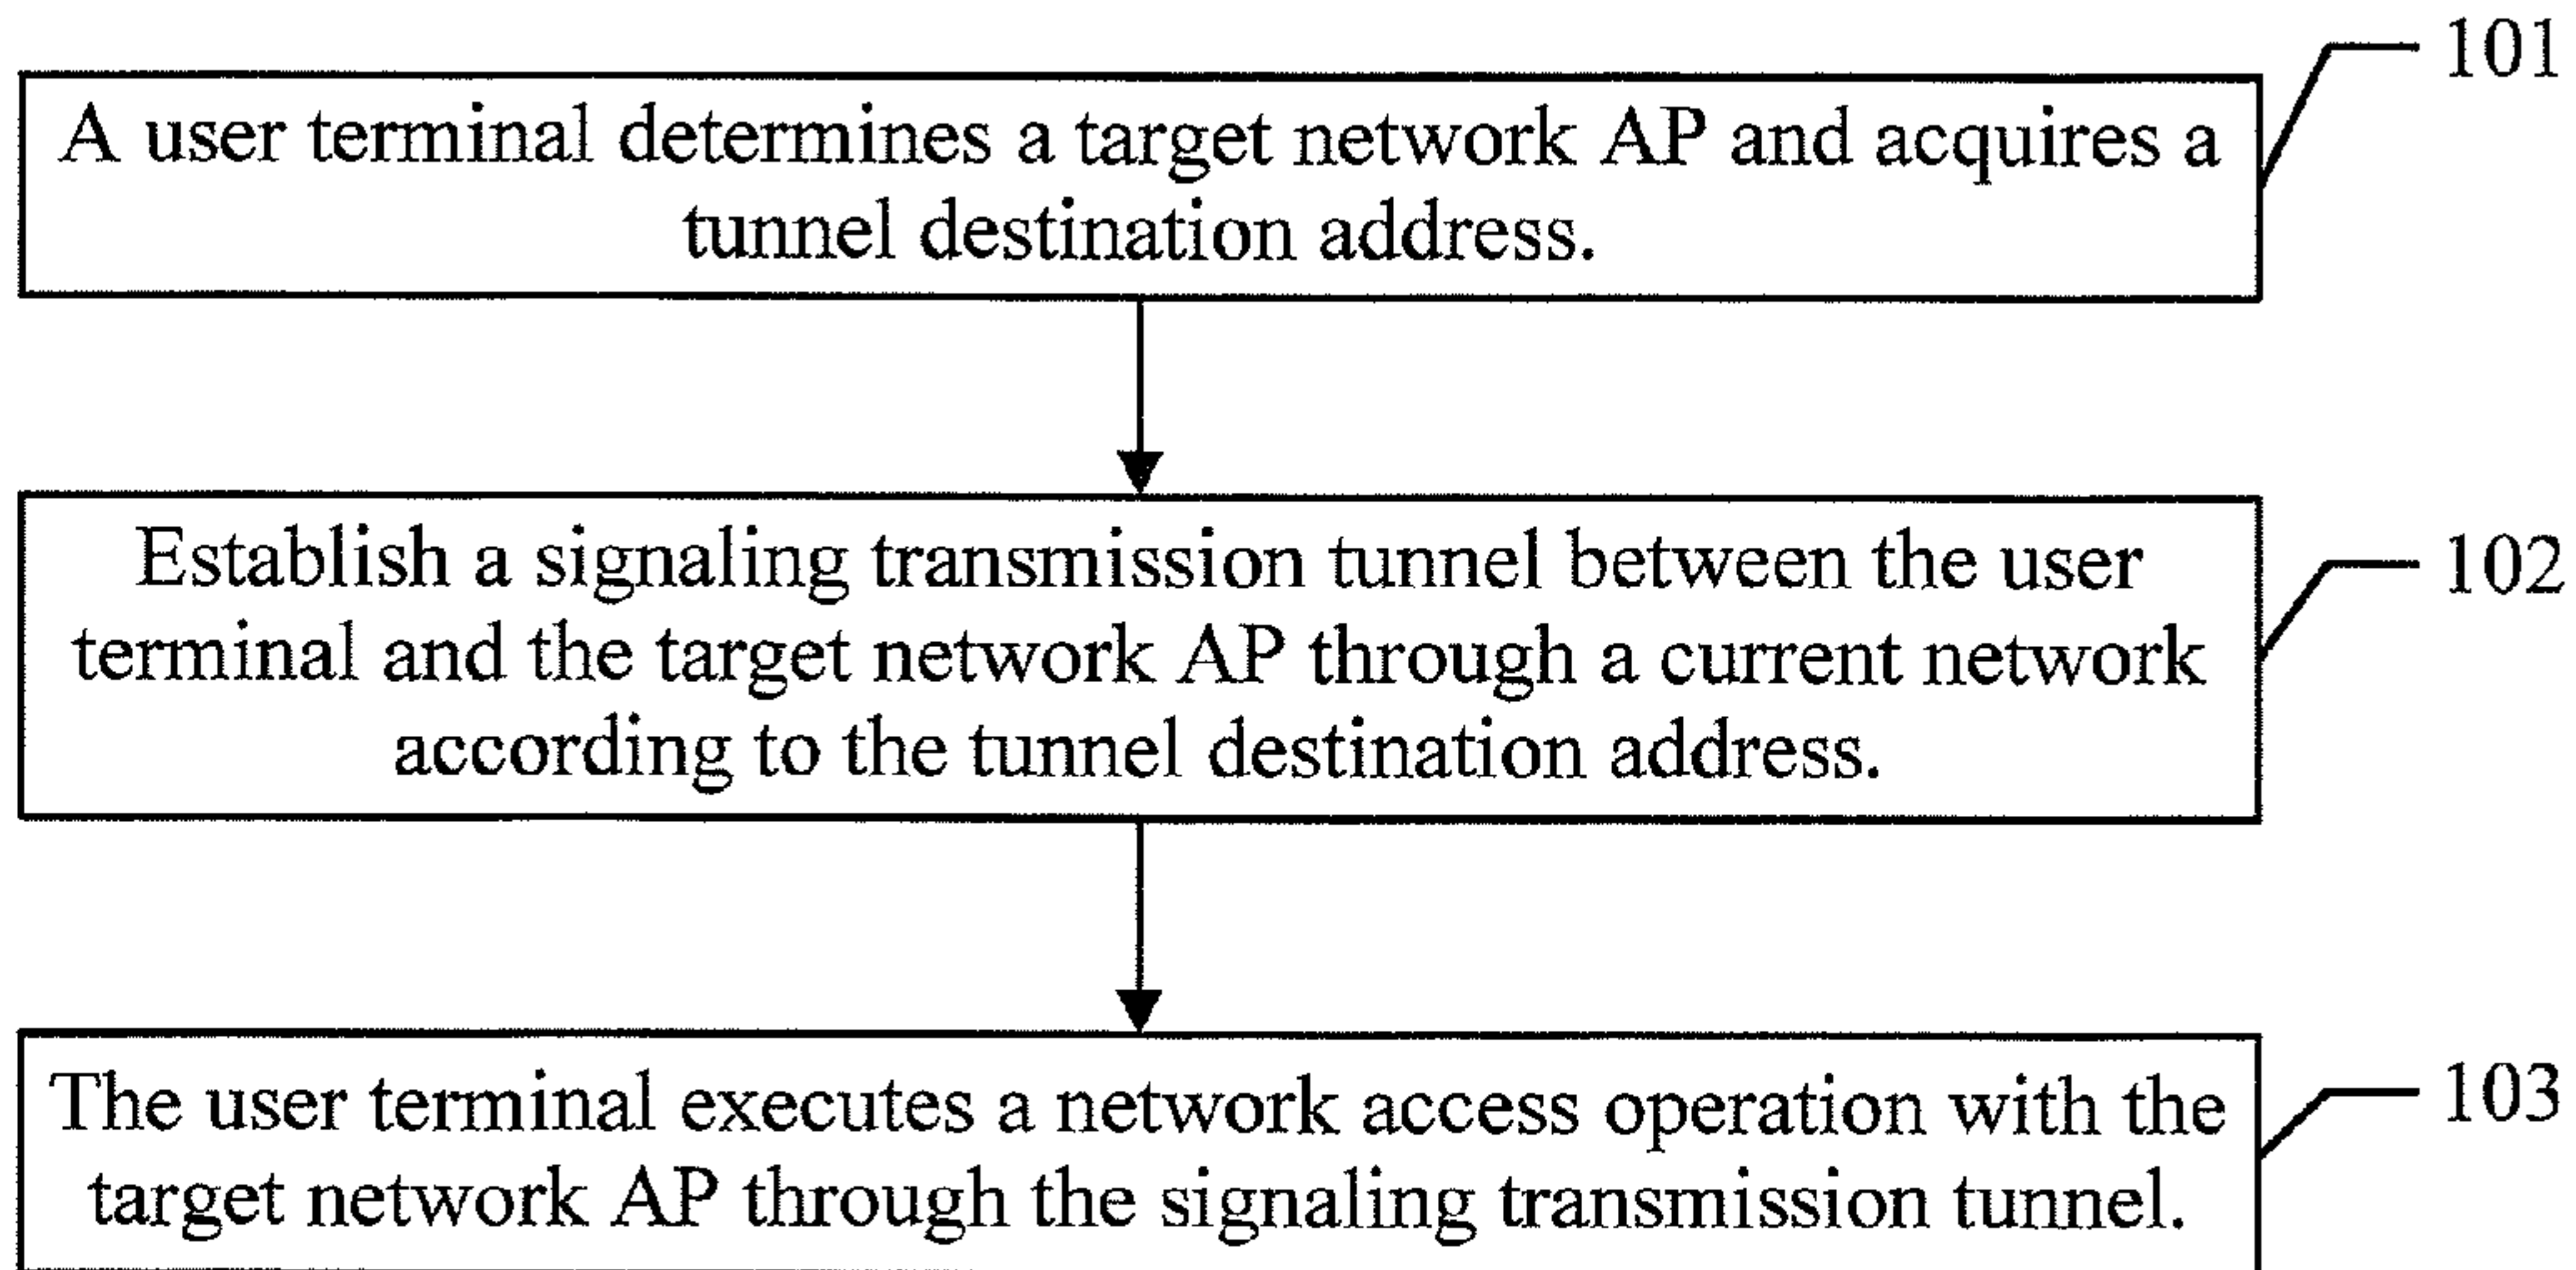 101
A user terminal determines a target network AP and acquires a
tunnel destination address.
Establish a signaling transmission tunnel between the user
terminal and the target network AP through a current network
according to the tunnel destination address.
102
The user terminal executes a network access operation with the
target network AP through the signaling transmission tunnel.
103